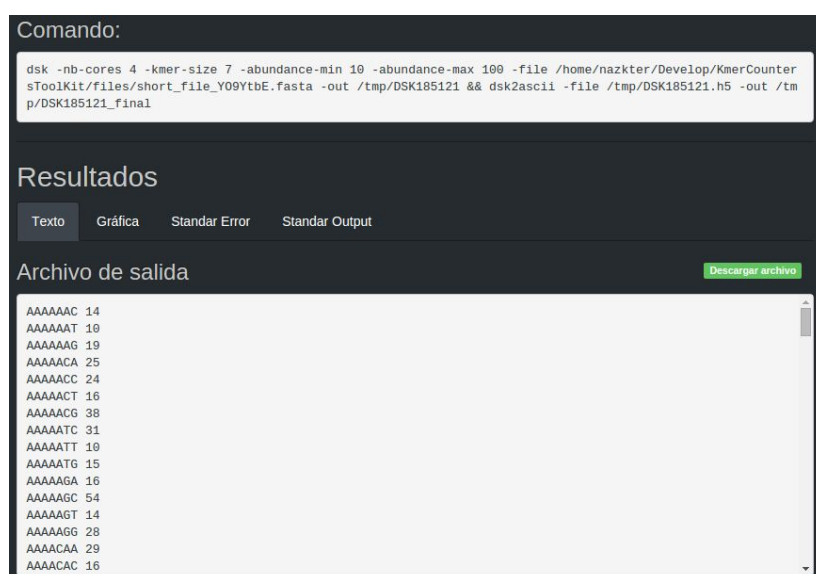 Comando:
dsk -nb-cores 4 -kmer-size 7 -abundance-min 10 -abundance-max 100 -file /home/nazkter/Develop/KmerCounter
sToolKit/files/short_file_YO9YtbE.fasta -out /tmp/DSK185121 && dsk2ascii -file /tmp/DSK185121.h5 -out /tm
p/DSK185121_final
Resultados
Texto Gráfica Standar Error Standar Output
Archivo de salida Descargar archivo
AAAAAAC 14
AAAAAAT 10
AAAAAAG 19
AAAAACA 25
AAAAACC 24
AAAAACT 16
AAAAACG 38
AAAAATC 31
AAAAATT 10
AAAAATG 15
AAAAAGA 16
AAAAAGC 54
AAAAAGT 14
AAAAAGG 28
AAAACAA 29
AAAACAC 16